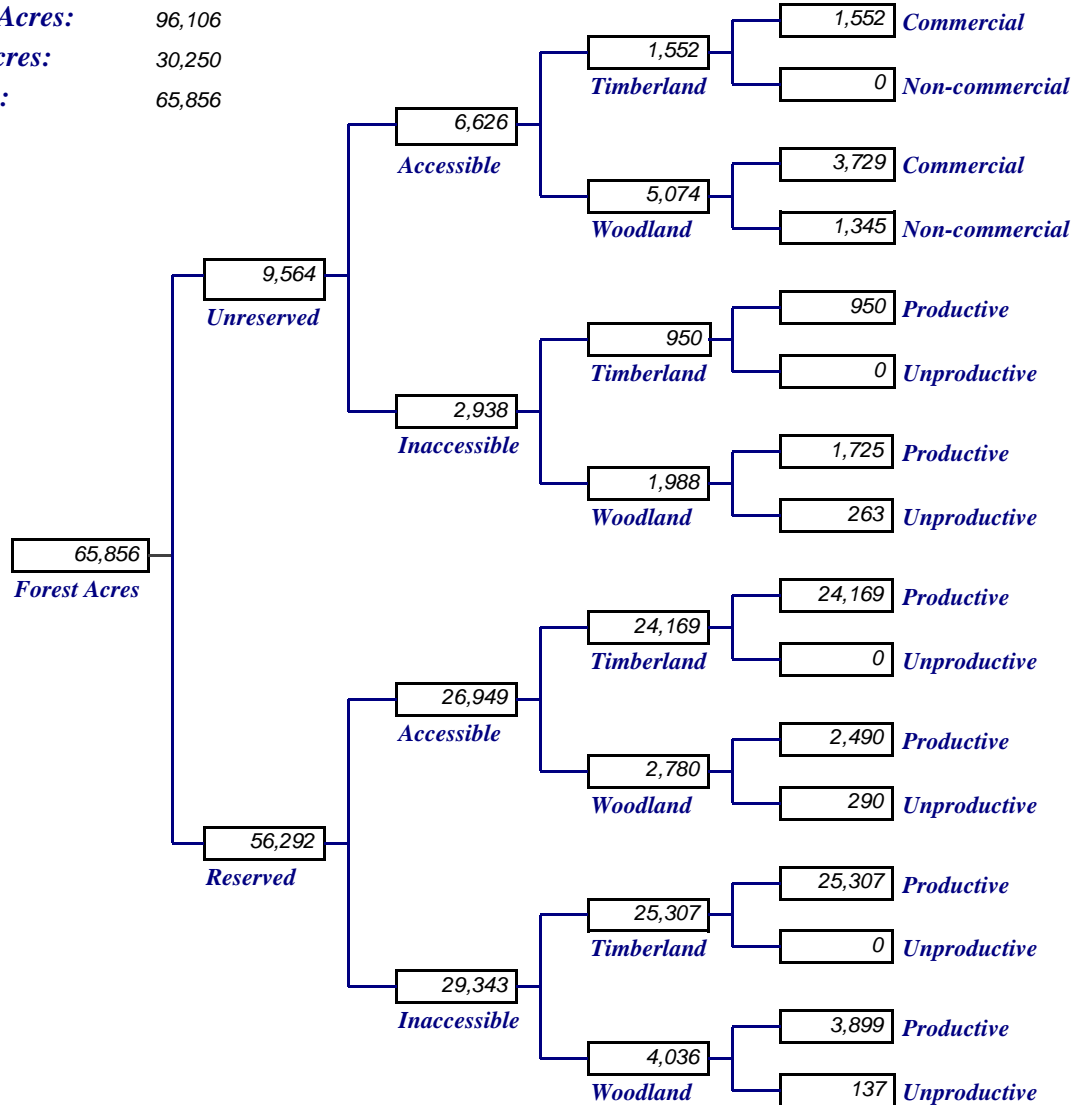 Acres: 96,106
cres: 30,250
: 65,856
1,552 Commercial
1,552
Timberland
0 Non-commercial
6,626
Accessible
3,729 Commercial
5,074
Woodland
1,345 Non-commercial
9,564
Unreserved
950 Productive
950
Timberland
0 Unproductive
2,938
Inaccessible
1,725 Productive
1,988
Woodland
263 Unproductive
65,856
Forest Acres
24,169 Productive
24,169
Timberland
0 Unproductive
26,949
Accessible
2,490 Productive
2,780
Woodland
290 Unproductive
56,292
Reserved
25,307 Productive
25,307
Timberland
0 Unproductive
29,343
Inaccessible
3,899 Productive
4,036
Woodland
137 Unproductive